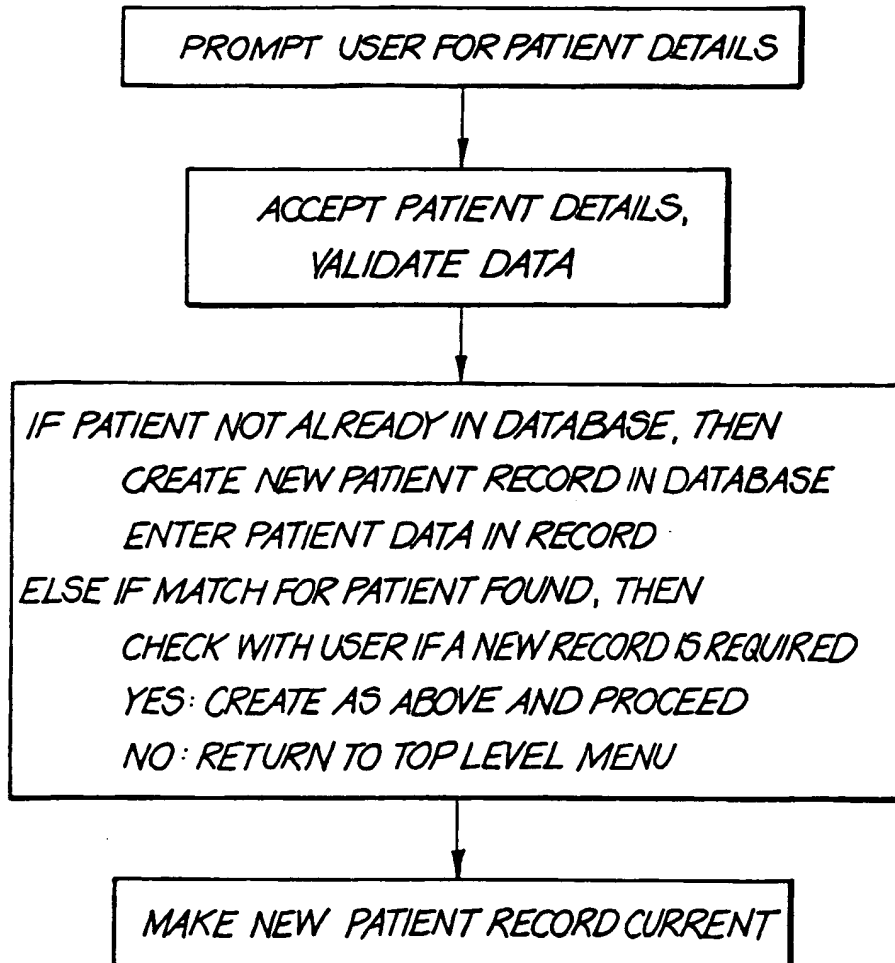 PROMPT USER FOR PATIENT DETAILS
ACCEPT PATIENT DETAILS,
VALIDATE DATA
IF PATIENT NOT ALREADY IN DATABASE, THEN
CREATE NEW PATIENT RECORD IN DATABASE
ENTER PATIENT DATA IN RECORD
ELSE IF MATCH FOR PATIENT FOUND, THEN
CHECK WITH USER IF A NEW RECORD IS REQUIRED
YES: CREATE AS ABOVE AND PROCEED
NO: RETURN TO TOP LEVEL MENU
MAKE NEW PATIENT RECORD CURRENT